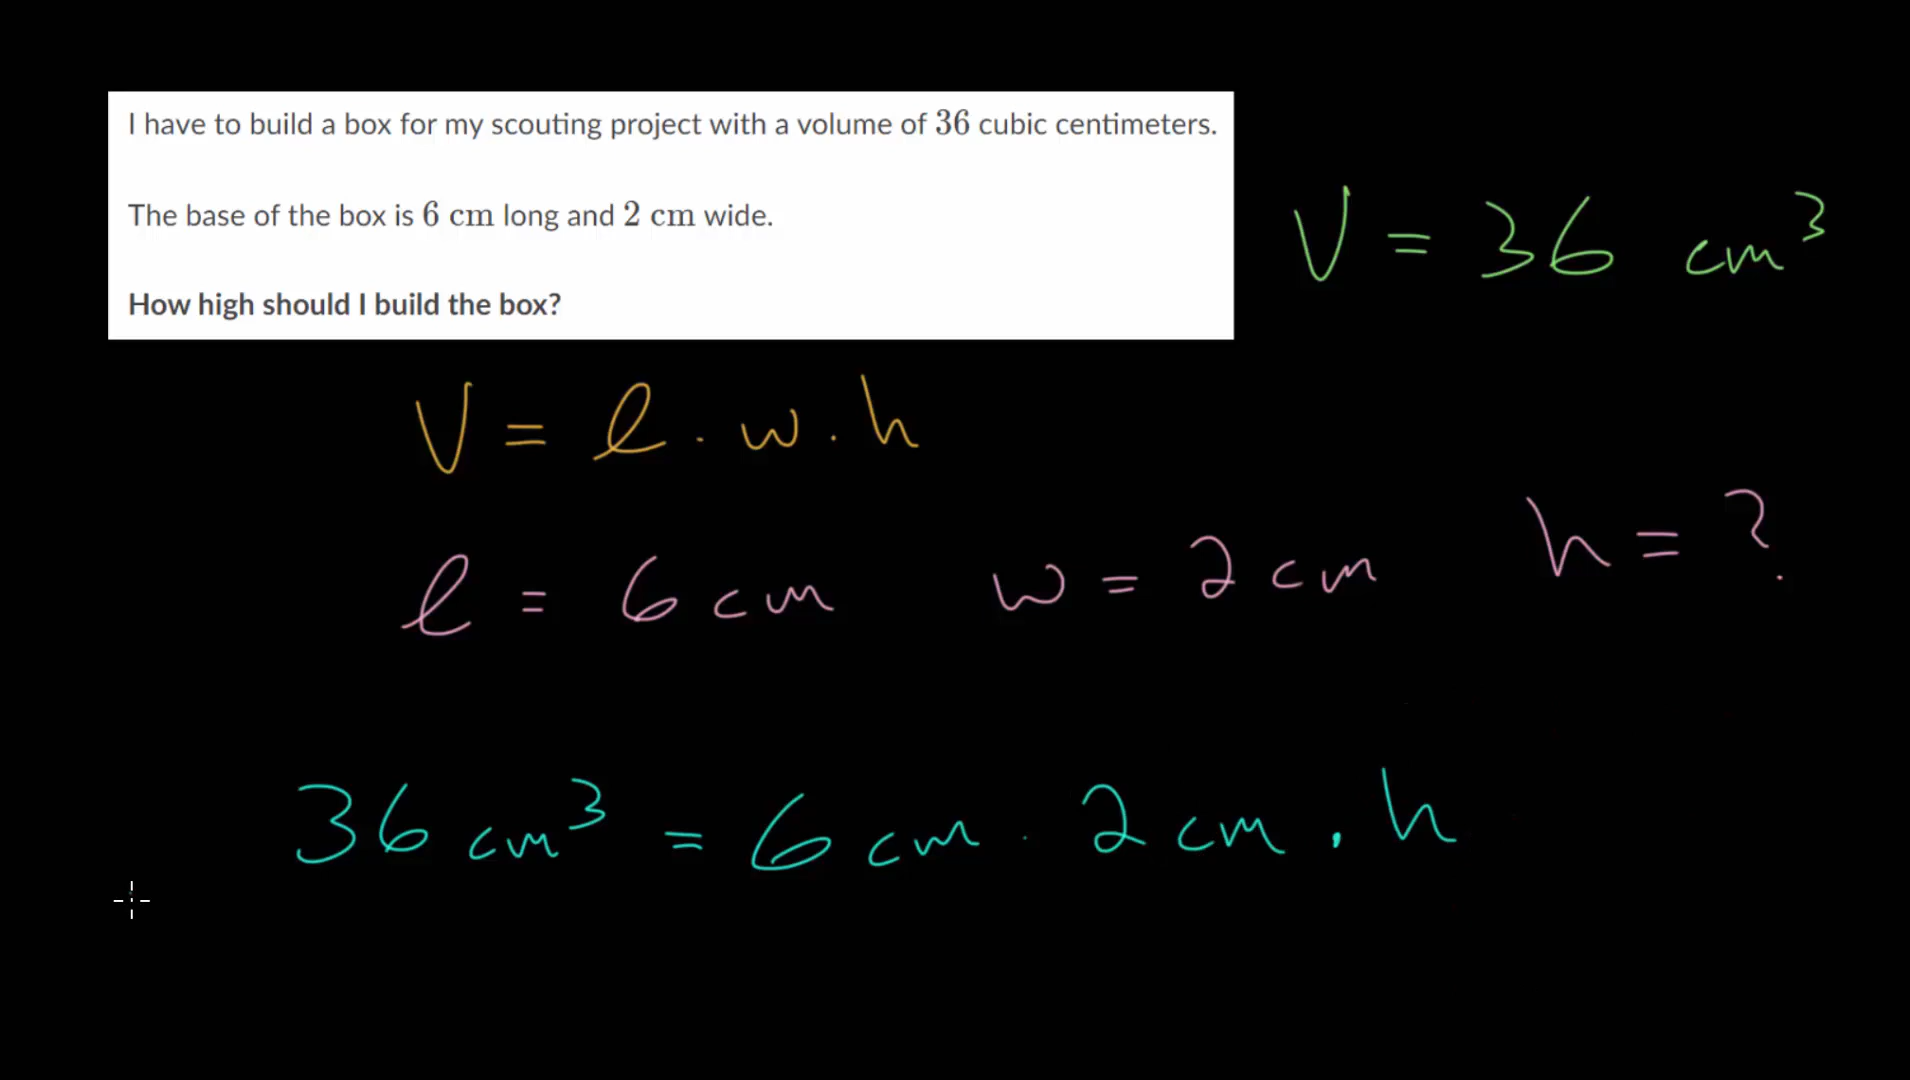 I have to build a box for my scouting project with a volume of 36 cubic centimeters.
The base of the box is 6 cm long and 2 cm wide.
How high should I build the box?
V = 36 cm³
V = l · w · h
l = 6 cm w = 2 cm h = ?
36 cm³ = 6 cm · 2 cm · h